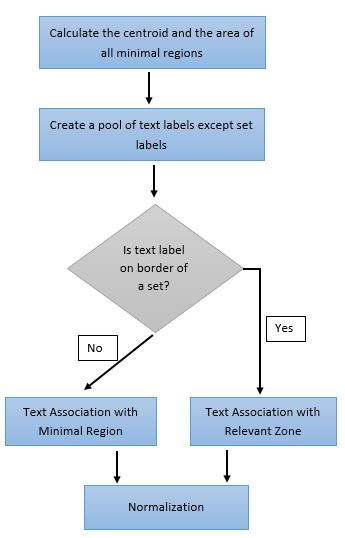 Calculate the centroid and the area of
all minimal regions
Create a pool of text labels except set
labels
Is text label
on border of
a set?
No
Yes
Text Association with
Minimal Region
Text Association with
Relevant Zone
Normalization